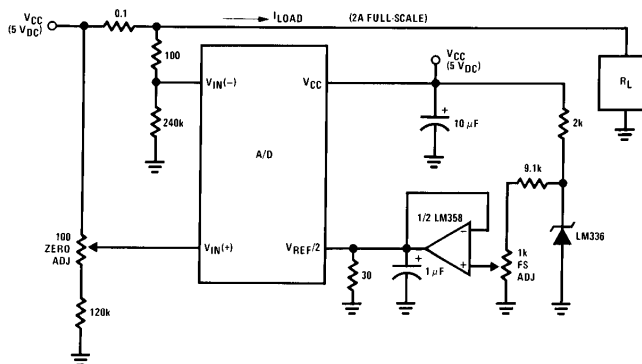 VCC
(5 VDC)
0.1
ILOAD
(2A FULL-SCALE)
100
VIN(−)
240k
A/D
VCC
VCC
(5 VDC)
10 μF
+
RL
2k
9.1k
LM336
1/2 LM358
−
+
1k
FS
ADJ
100
ZERO
ADJ
VIN(+)
VREF/2
30
+
1 μF
120k